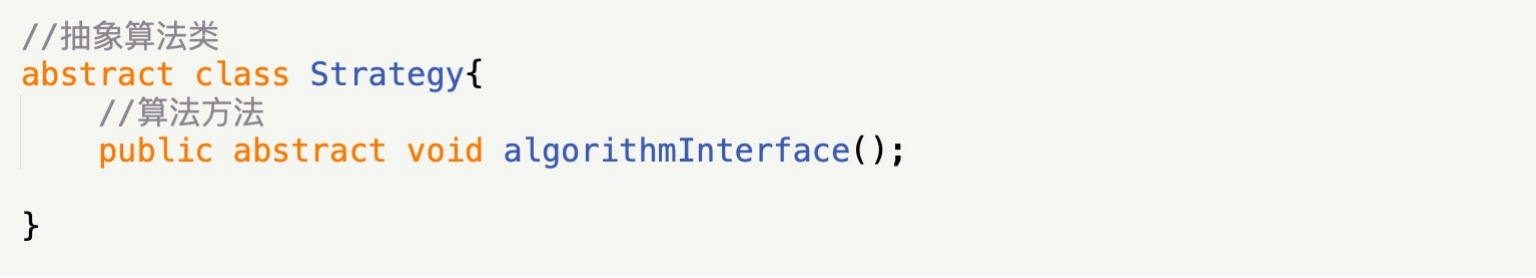 //抽象算法类
abstract class Strategy{
    //算法方法
    public abstract void algorithmInterface();
}